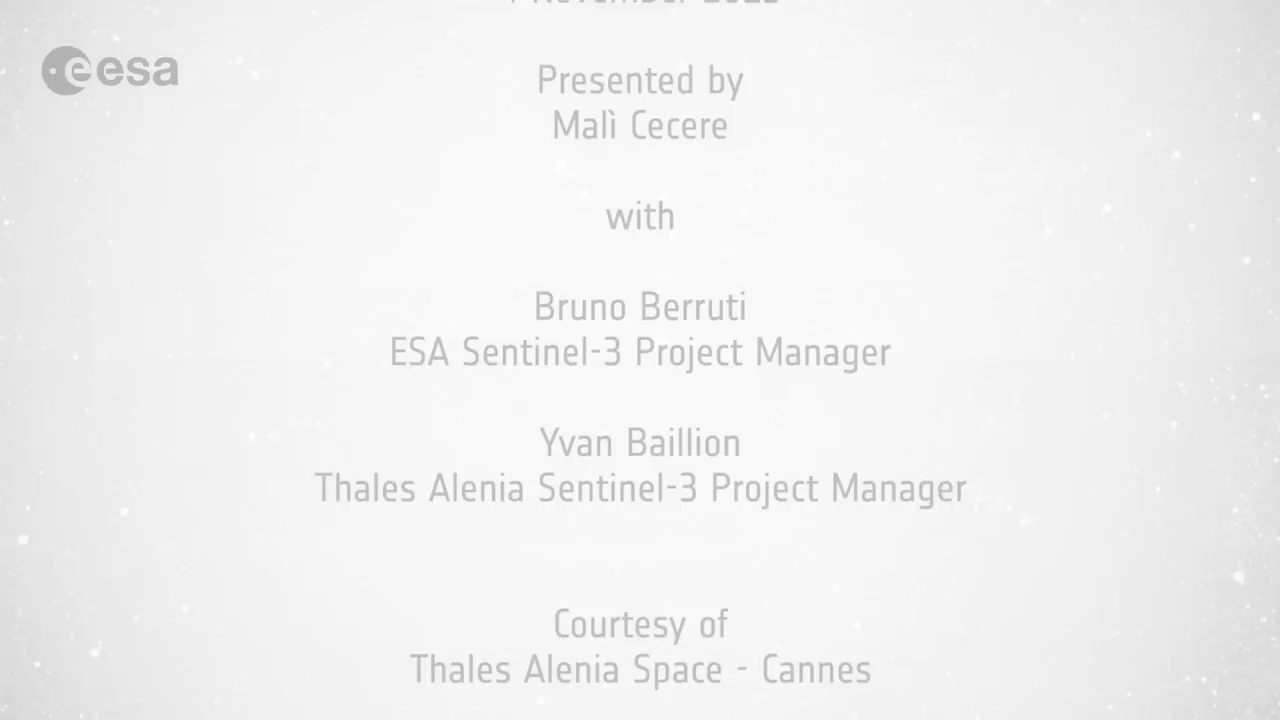 esa
Presented by
Malì Cecere
with
Bruno Berruti
ESA Sentinel-3 Project Manager
Yvan Baillion
Thales Alenia Sentinel-3 Project Manager
Courtesy of
Thales Alenia Space - Cannes